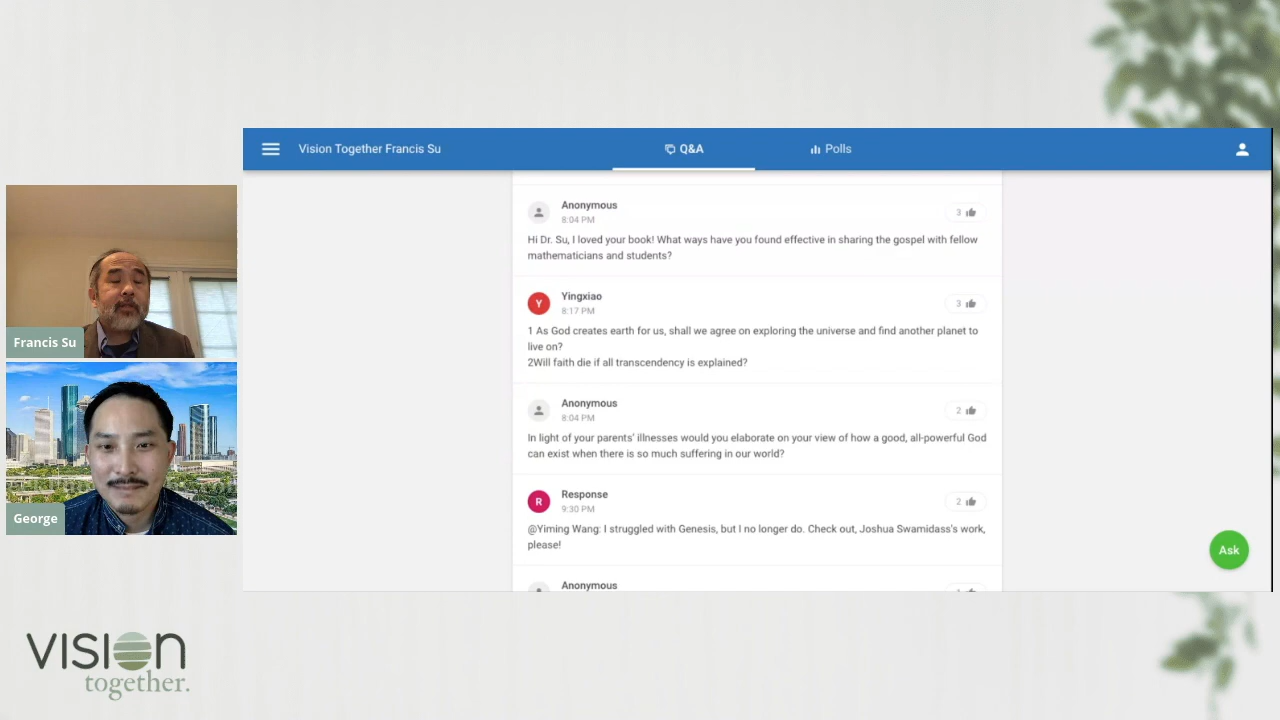 Vision Together Francis Su
Q&A
Polls
Anonymous
8:04 PM
3
Hi Dr. Su, I loved your book! What ways have you found effective in sharing the gospel with fellow
mathematicians and students?
Y
Yingxiao
8:17 PM
3
1 As God creates earth for us, shall we agree on exploring the universe and find another planet to
live on?
2Will faith die if all transcendency is explained?
Anonymous
8:04 PM
2
In light of your parents' illnesses would you elaborate on your view of how a good, all-powerful God
can exist when there is so much suffering in our world?
R
Response
9:30 PM
2
@Yiming Wang: I struggled with Genesis, but I no longer do. Check out, Joshua Swamidass's work,
please!
Anonymous
Ask
Francis Su
George
VISION
together.